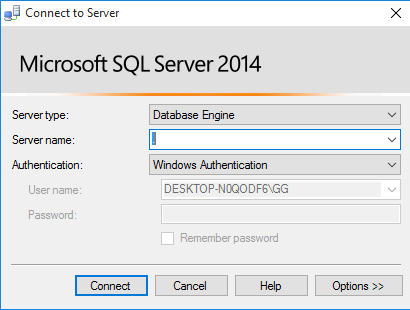 Connect to Server
Microsoft SQL Server 2014
Server type: Database Engine
Server name:
Authentication: Windows Authentication
User name: DESKTOP-N0QODF6\GG
Password:
Remember password
Connect Cancel Help Options >>